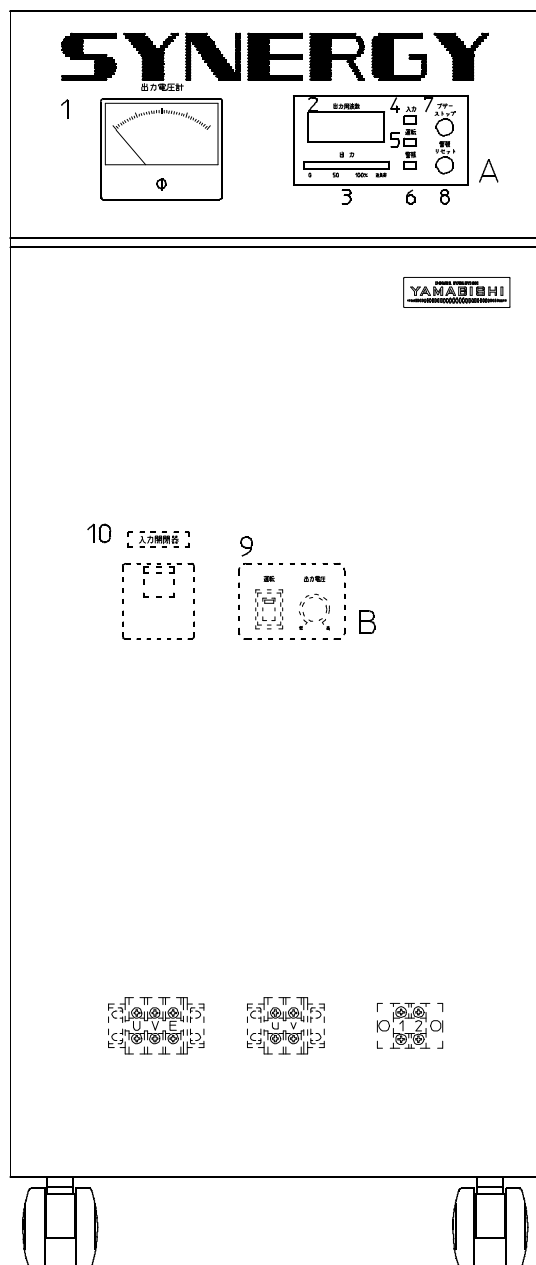 SYNERGY
出力電圧計
1
2
出力周波数
4
入力
7
ブザー
ストップ
5
運転
出力
警報
警報
リセット
A
0
50
100%
3
6
8
YAMABISHI
10
入力開閉器
9
運転
出力電圧
B
U V E
u v
1 2